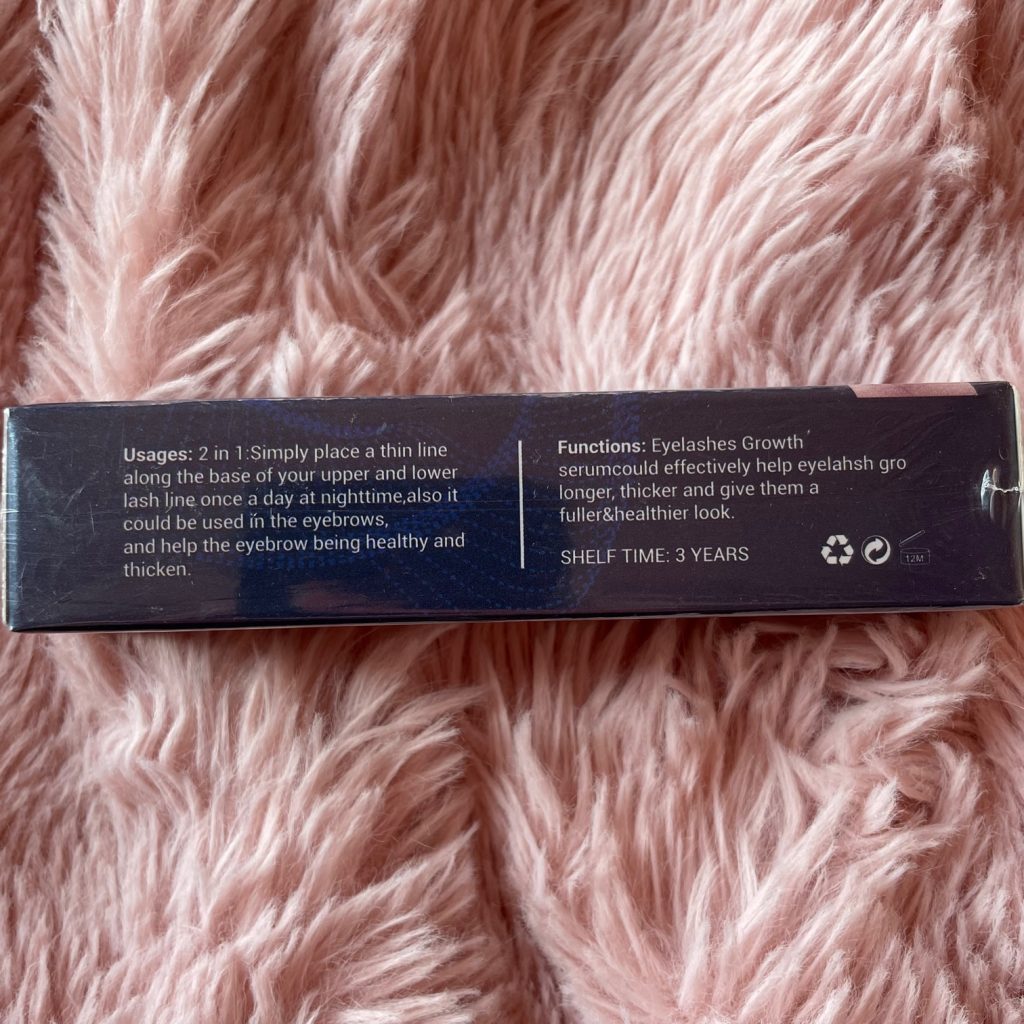 Usages: 2 in 1:Simply place a thin line
along the base of your upper and lower
lash line once a day at nighttime,also it
could be used in the eyebrows,
and help the eyebrow being healthy and
thicken.
Functions: Eyelashes Growth
serumcould effectively help eyelahsh gro
longer, thicker and give them a
fuller&healthier look.
SHELF TIME: 3 YEARS
12M